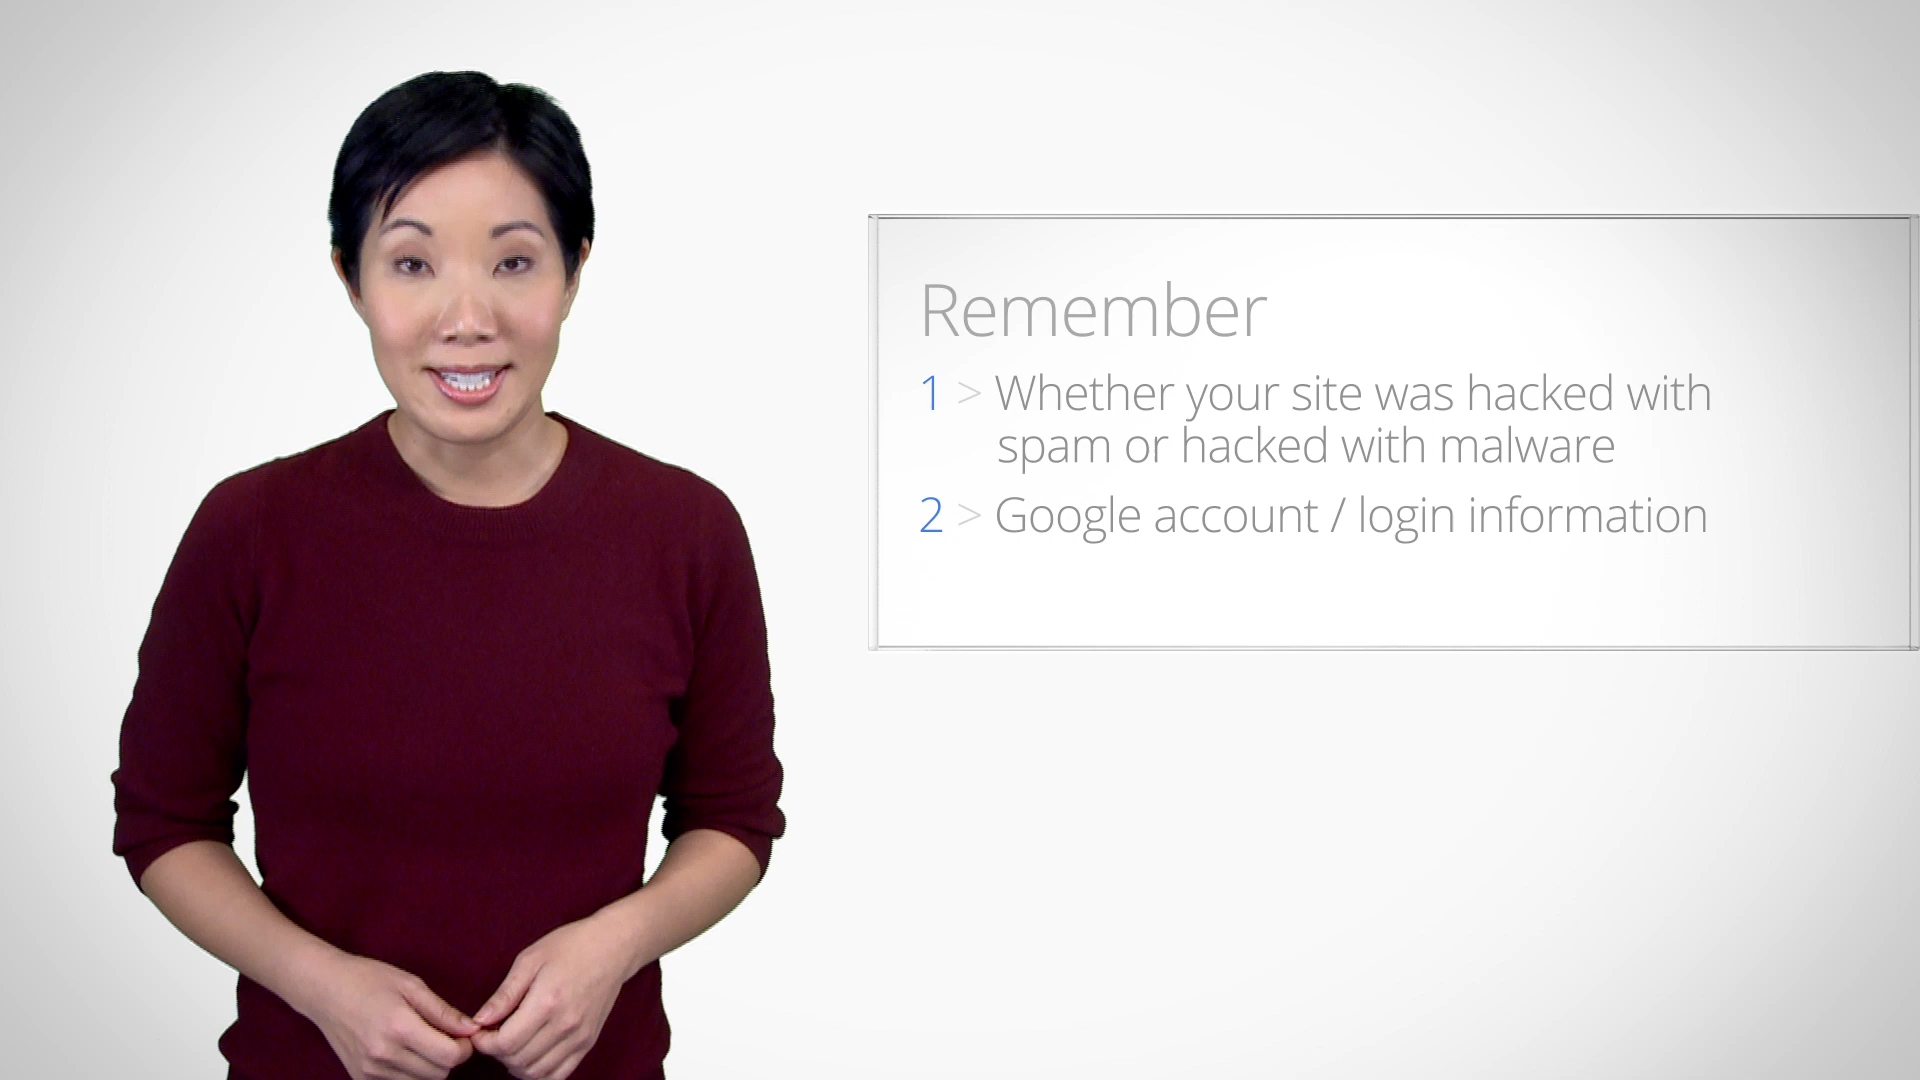 Remember
1 > Whether your site was hacked with
spam or hacked with malware
2 > Google account / login information